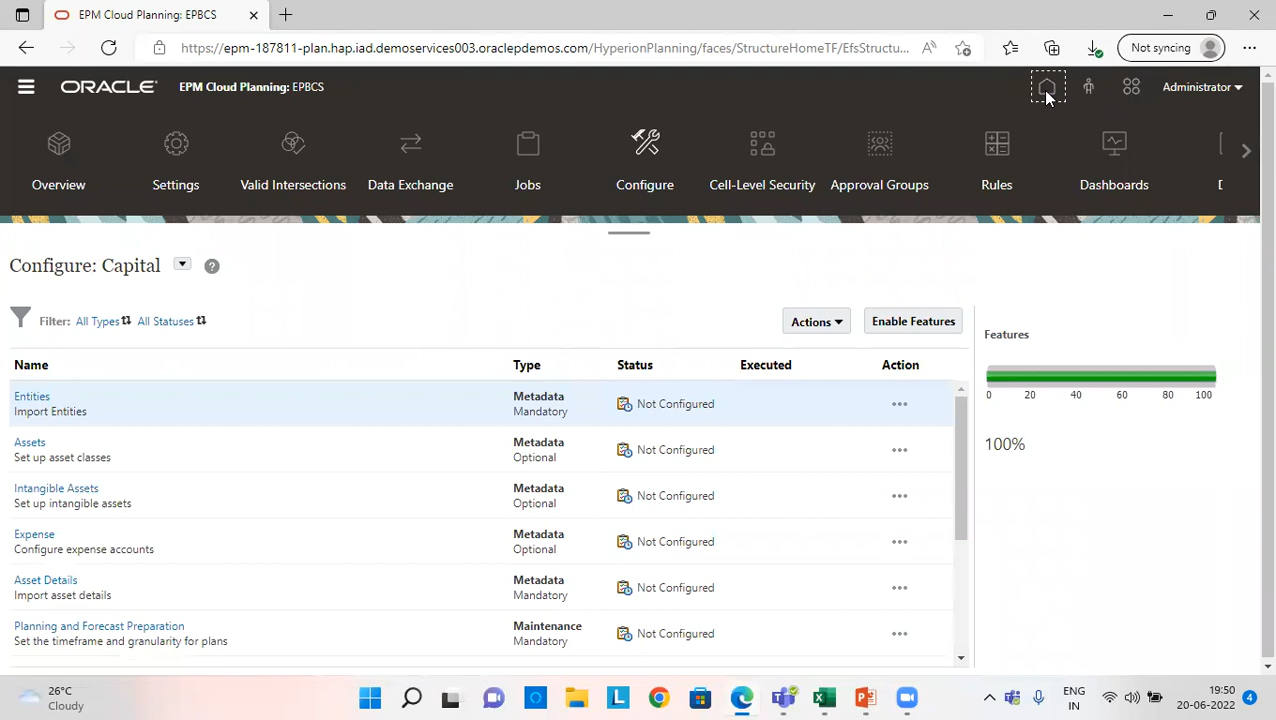 EPM Cloud Planning: EPBCS
https://epm-187811-plan.hap.iad.demoservices003.oraclepdemos.com/HyperionPlanning/faces/StructureHomeTF/EfsStructu...
Not syncing
ORACLE
EPM Cloud Planning: EPBCS
Administrator
Overview
Settings
Valid Intersections
Data Exchange
Jobs
Configure
Cell-Level Security
Approval Groups
Rules
Dashboards
D
Configure: Capital
Filter: All Types All Statuses
Actions
Enable Features
Features
Name Type Status Executed Action
Entities
Import Entities
Metadata
Mandatory
Not Configured
Assets
Set up asset classes
Metadata
Optional
Not Configured
Intangible Assets
Set up intangible assets
Metadata
Optional
Not Configured
Expense
Configure expense accounts
Metadata
Optional
Not Configured
Asset Details
Import asset details
Metadata
Mandatory
Not Configured
Planning and Forecast Preparation
Set the timeframe and granularity for plans
Maintenance
Mandatory
Not Configured
0 20 40 60 80 100
100%
26°C
Cloudy
ENG
IN
19:50
20-06-2022
4